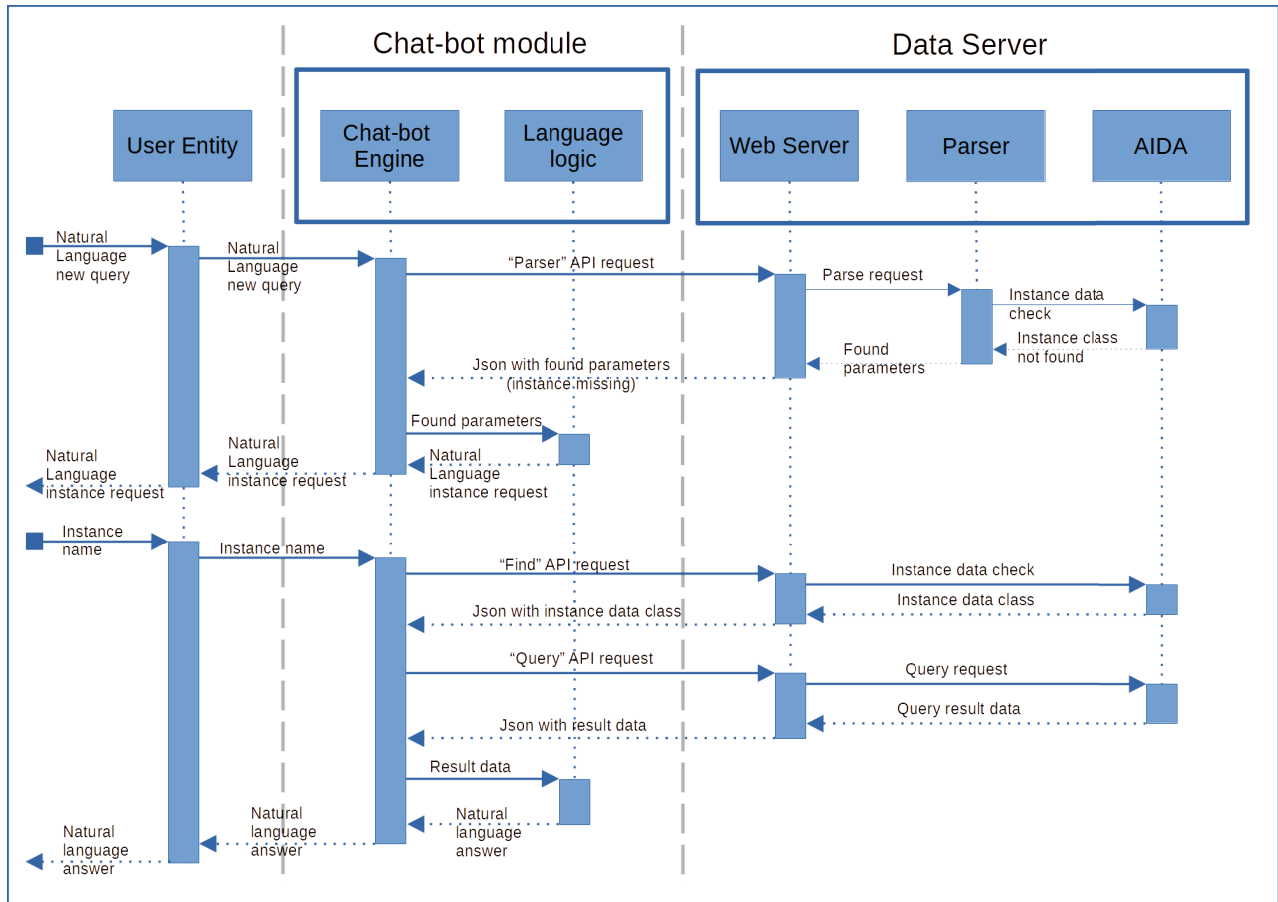 Chat-bot module
Data Server
User Entity
Chat-bot
Engine
Language
logic
Web Server
Parser
AIDA
Natural
Language
new query
Natural
Language
new query
“Parser” API request
Parse request
Instance data
check
Instance class
not found
Found
parameters
Json with found parameters
(instance missing)
Found parameters
Natural
Language
instance request
Natural
Language
instance request
Natural
Language
instance request
Instance
name
Instance name
“Find” API request
Instance data check
Instance data class
Json with instance data class
“Query” API request
Query request
Query result data
Json with result data
Result data
Natural
language
answer
Natural
language
answer
Natural
language
answer